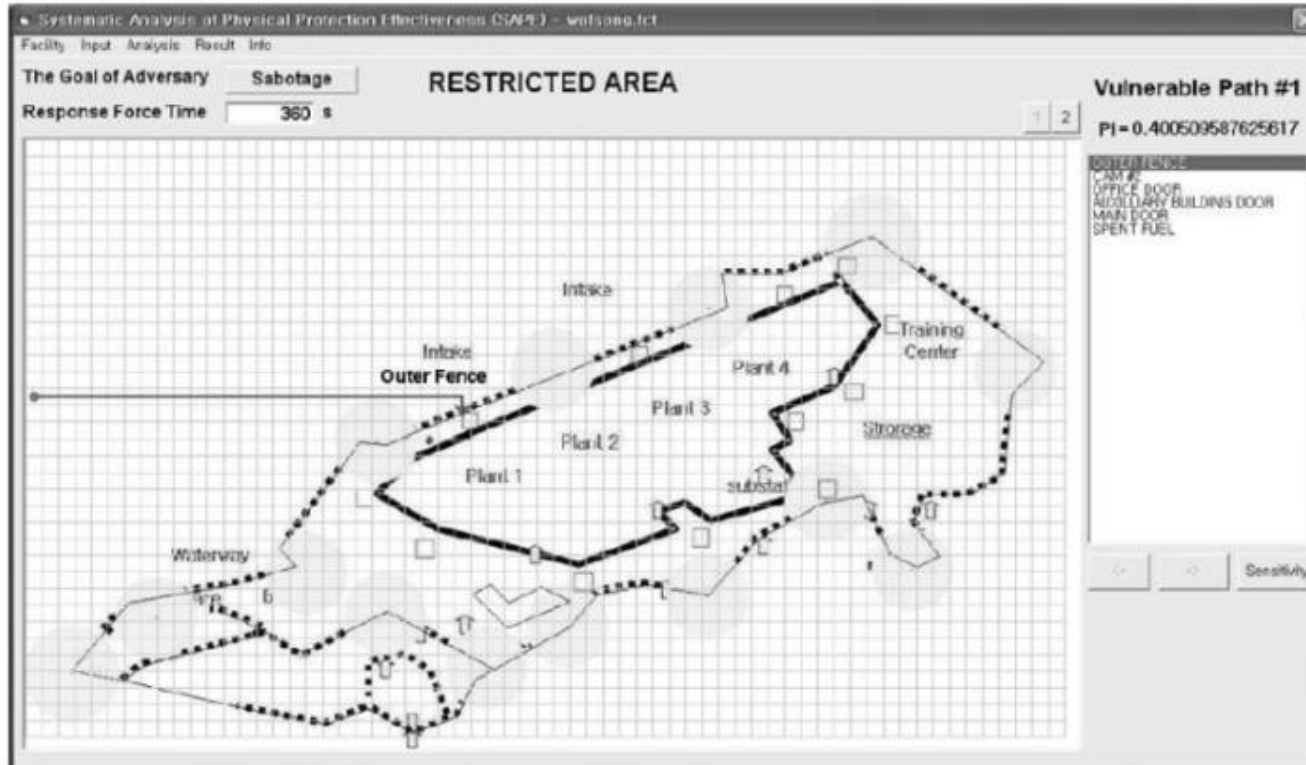 Systematic Analysis of Physical Protection Effectiveness (SAPE) - wolsong.fct
Facility Input Analysis Result Info
The Goal of Adversary Sabotage
RESTRICTED AREA
Response Force Time 360 s
1 2
Vulnerable Path #1
PI = 0.400509587625617
OUTER FENCE
CAM #2
OFFICE DOOR
AUXILLIARY BUILDING DOOR
MAIN DOOR
SPENT FUEL
Intake
Intake
Outer Fence
Training
Center
Plant 4
Plant 3
Strorage
Plant 2
Plant 1
substat
Waterway
Sensitivity